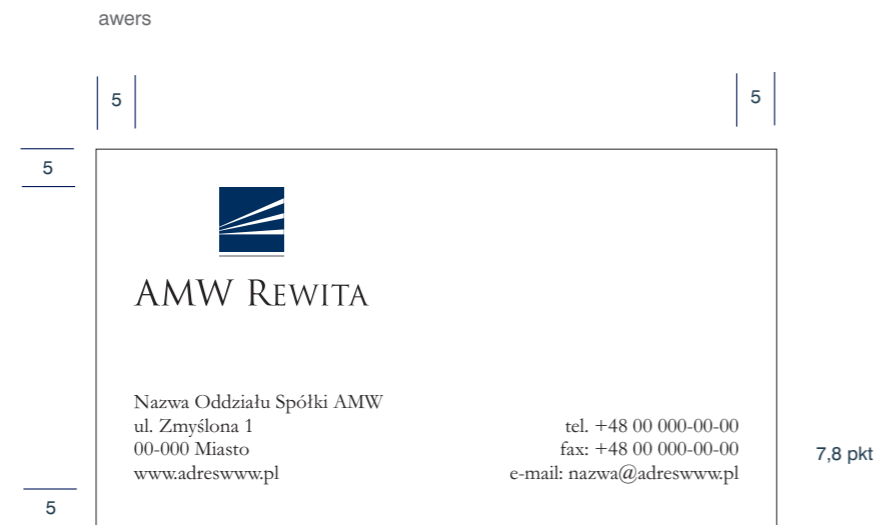 awers
5
5
5
AMW REWITA
Nazwa Oddziału Spółki AMW
ul. Zmyślona 1
tel. +48 00 000-00-00
00-000 Miasto
fax: +48 00 000-00-00
7,8 pkt
www.adreswww.pl
e-mail: nazwa@adreswww.pl
5